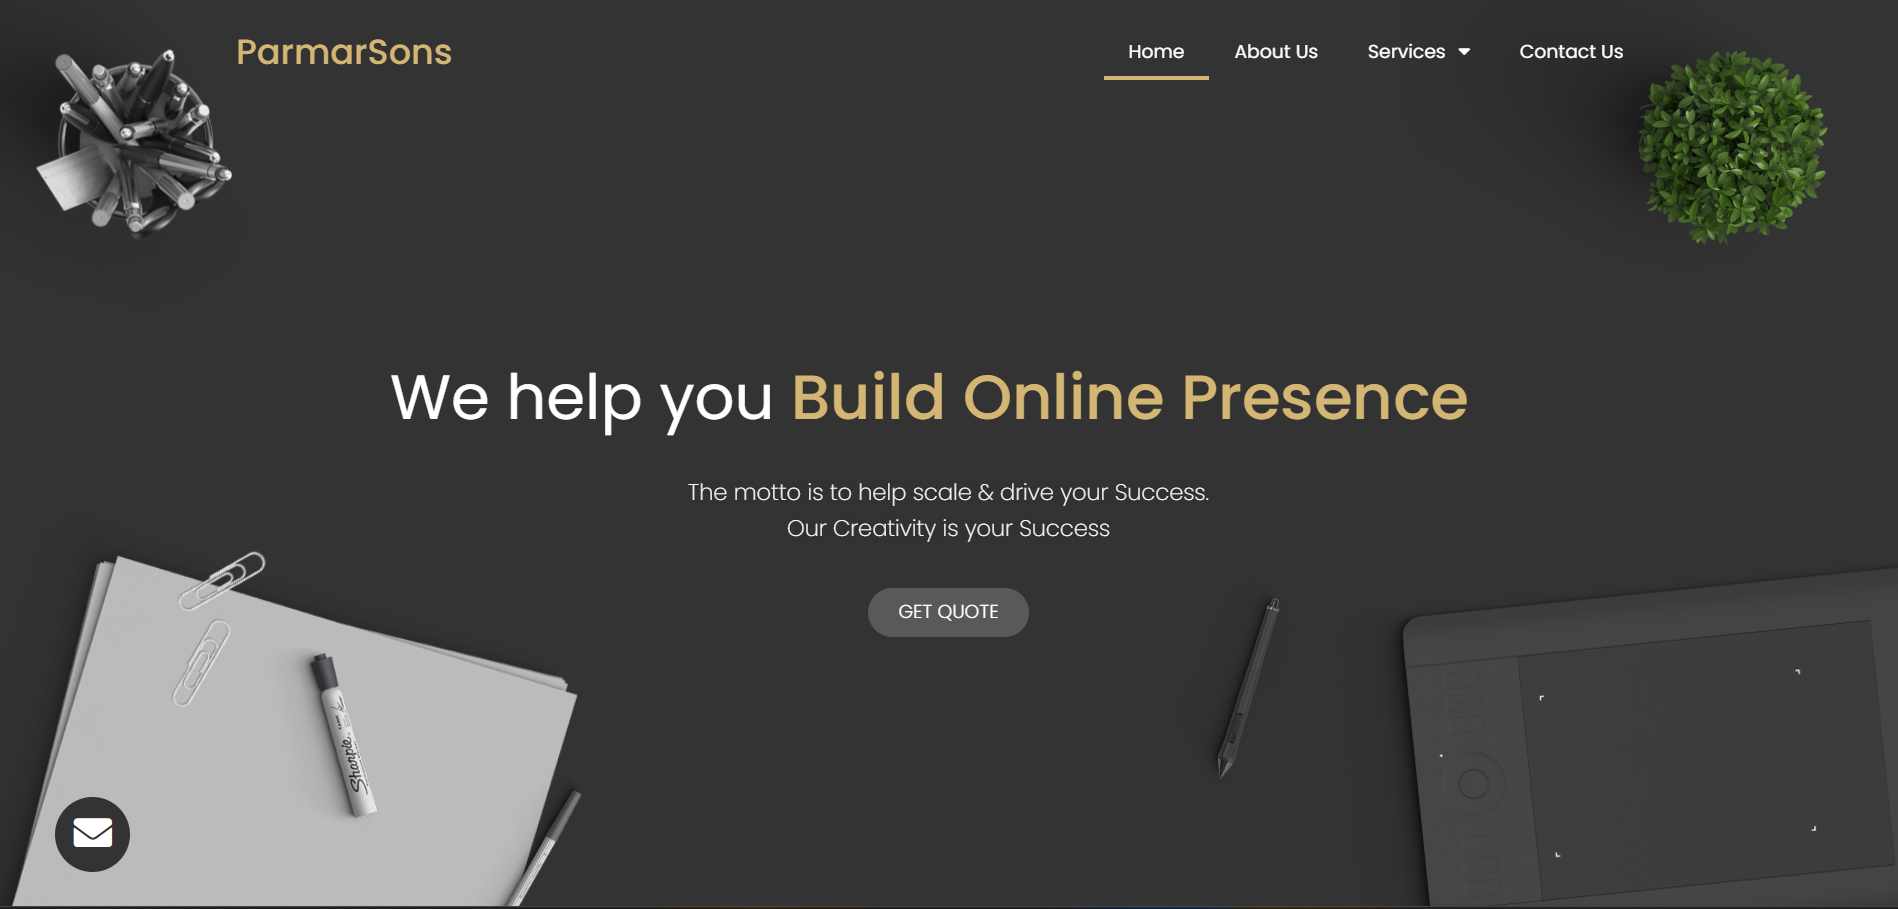 ParmarSons
Home
About Us
Services
Contact Us
We help you Build Online Presence
The motto is to help scale & drive your Success.
Our Creativity is your Success
GET QUOTE
Sharpie